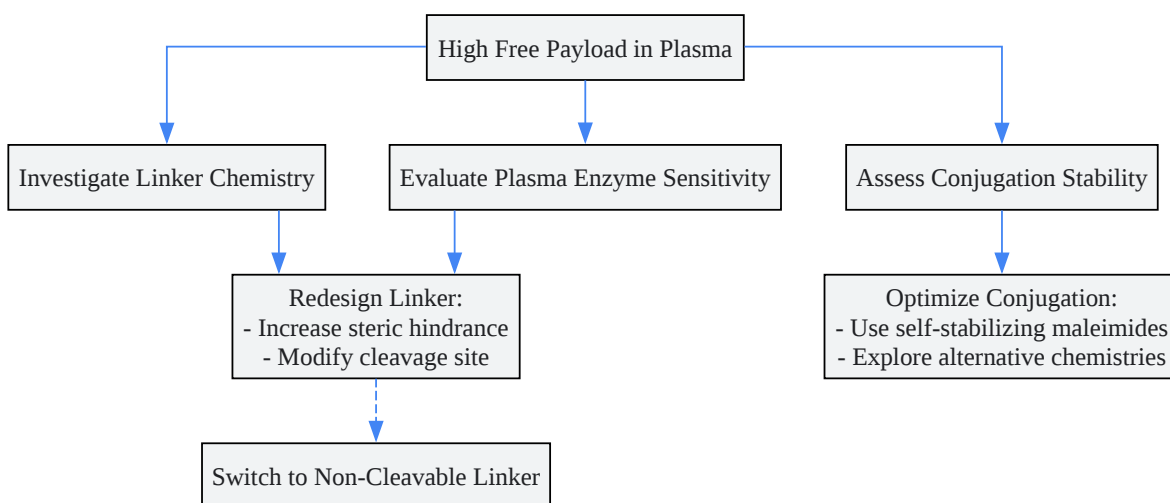 High Free Payload in Plasma
Investigate Linker Chemistry
Evaluate Plasma Enzyme Sensitivity
Assess Conjugation Stability
Redesign Linker:
- Increase steric hindrance
- Modify cleavage site
Optimize Conjugation:
- Use self-stabilizing maleimides
- Explore alternative chemistries
Switch to Non-Cleavable Linker